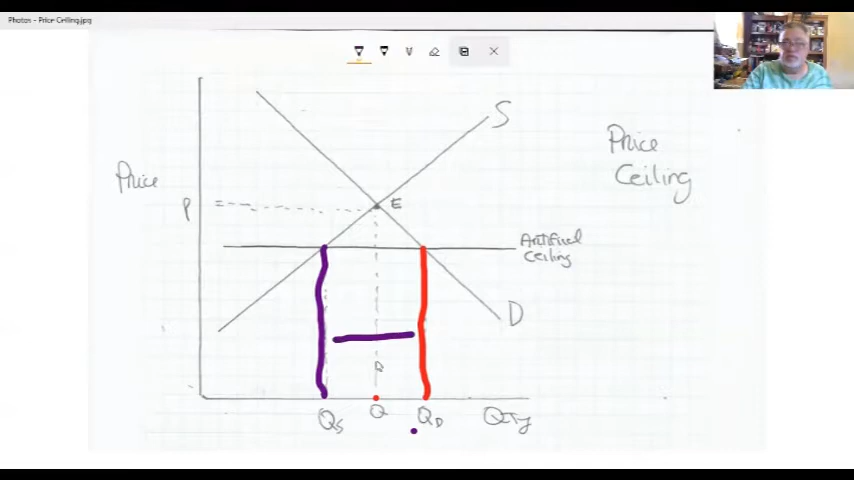 Photos - Price Ceiling.jpg
S
Price
Ceiling
Price
P
E
Artificial
Ceiling
D
Q
Qs
Q
QD
QTy